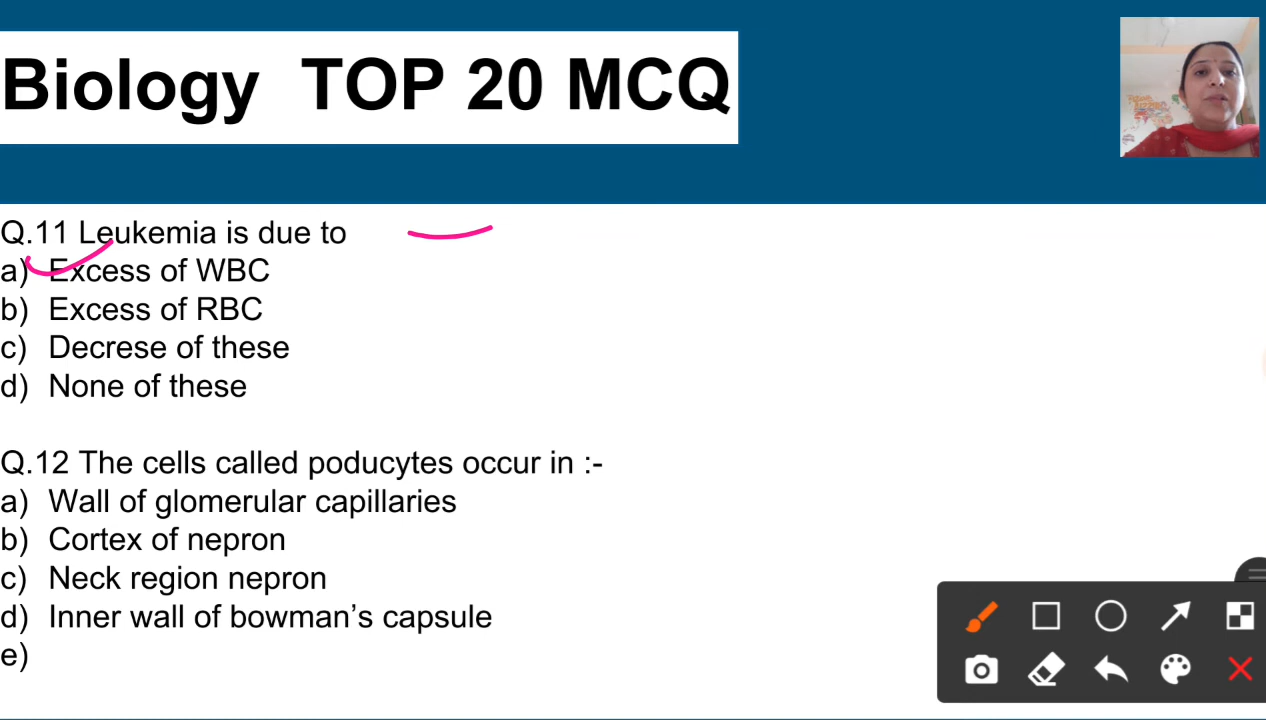 Biology TOP 20 MCQ
Q.11 Leukemia is due to
a) Excess of WBC
b) Excess of RBC
c) Decrese of these
d) None of these
Q.12 The cells called poducytes occur in :-
a) Wall of glomerular capillaries
b) Cortex of nepron
c) Neck region nepron
d) Inner wall of bowman’s capsule
e)